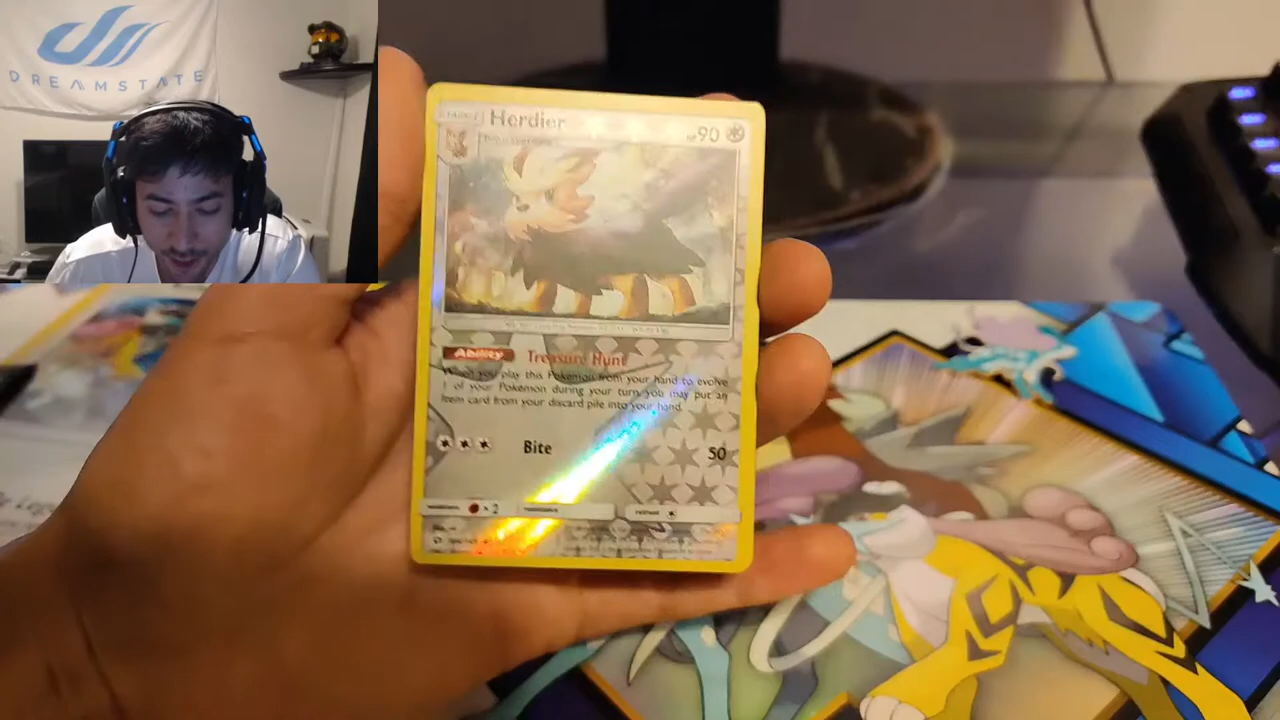 DREAMSTATE
Herdier
HP 90
Ability Treasure Hunt
When you play this Pokémon from your hand to evolve
1 of your Pokémon during your turn, you may put an
Item card from your discard pile into your hand.
Bite 50
×2